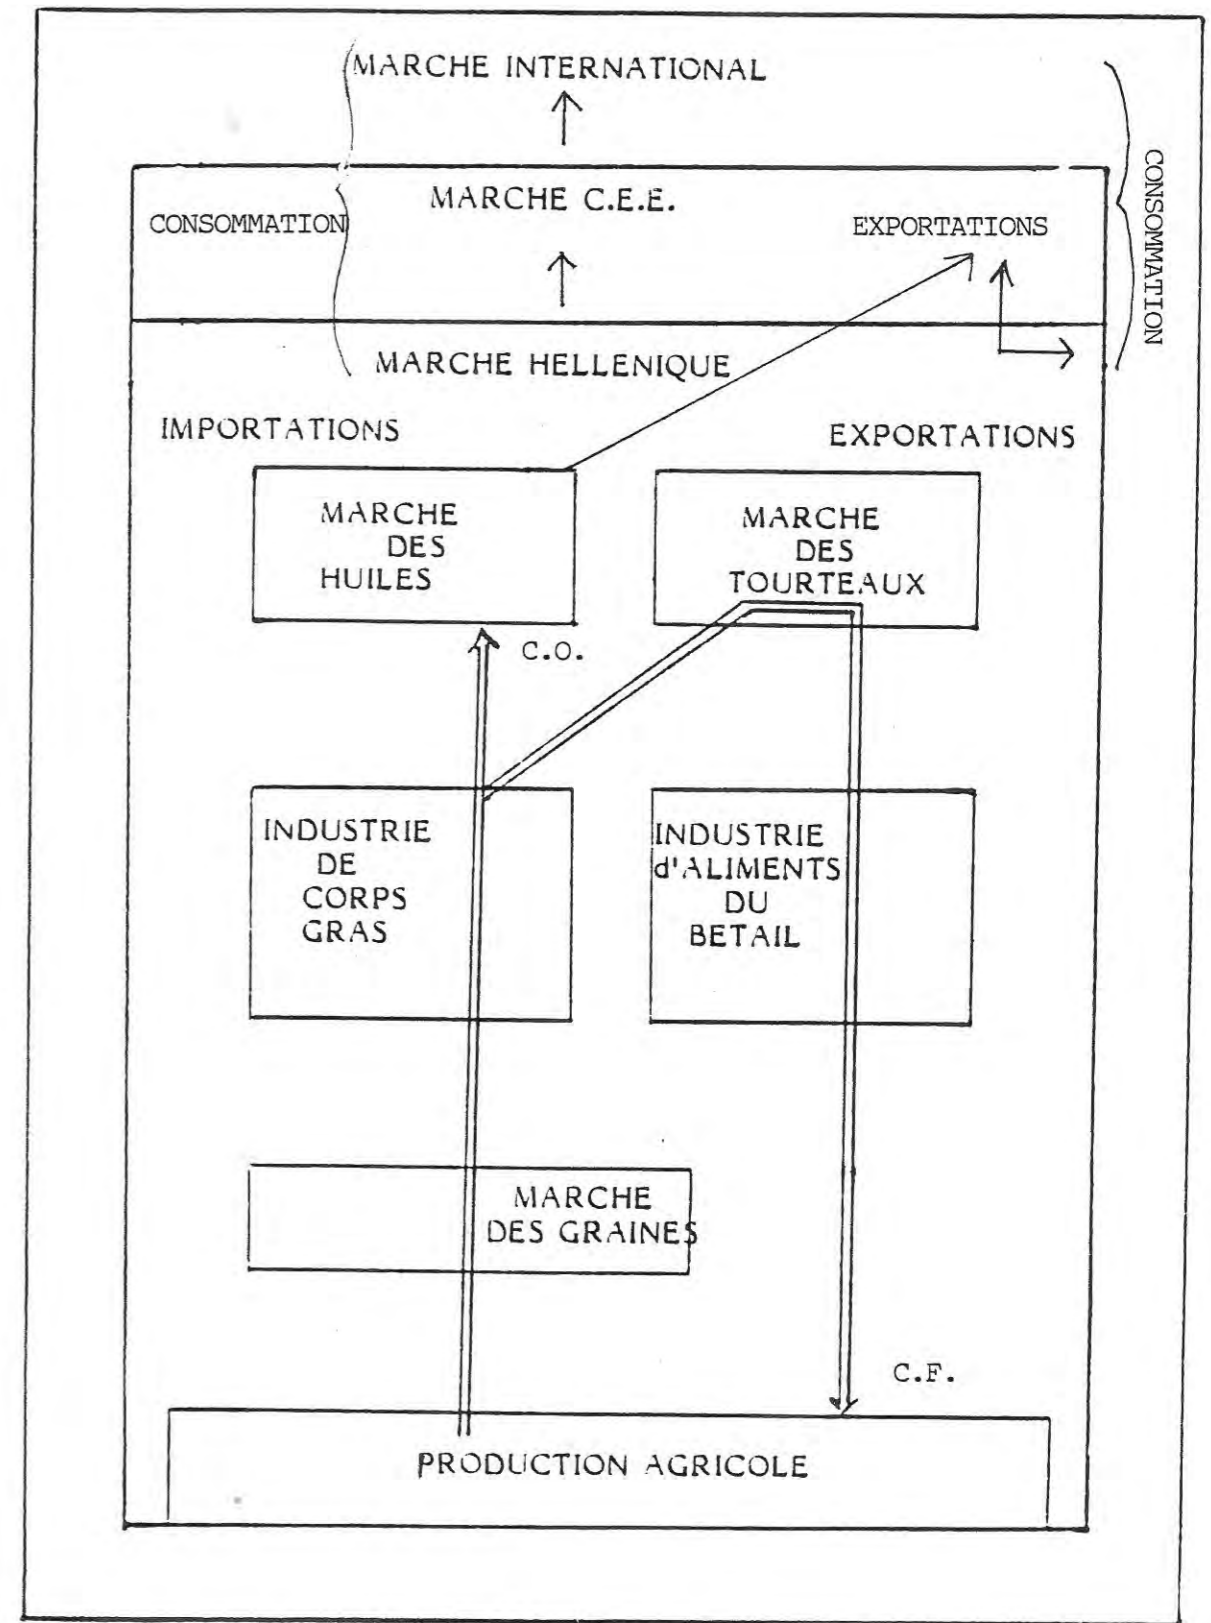 MARCHE INTERNATIONAL
MARCHE C.E.E.
CONSOMMATION
EXPORTATIONS
CONSOMMATION
MARCHE HELLENIQUE
IMPORTATIONS
EXPORTATIONS
MARCHE
DES
HUILES
MARCHE
DES
TOURTEAUX
C.O.
INDUSTRIE
DE
CORPS
GRAS
INDUSTRIE
d'ALIMENTS
DU
BETAIL
MARCHE
DES GRAINES
C.F.
PRODUCTION AGRICOLE